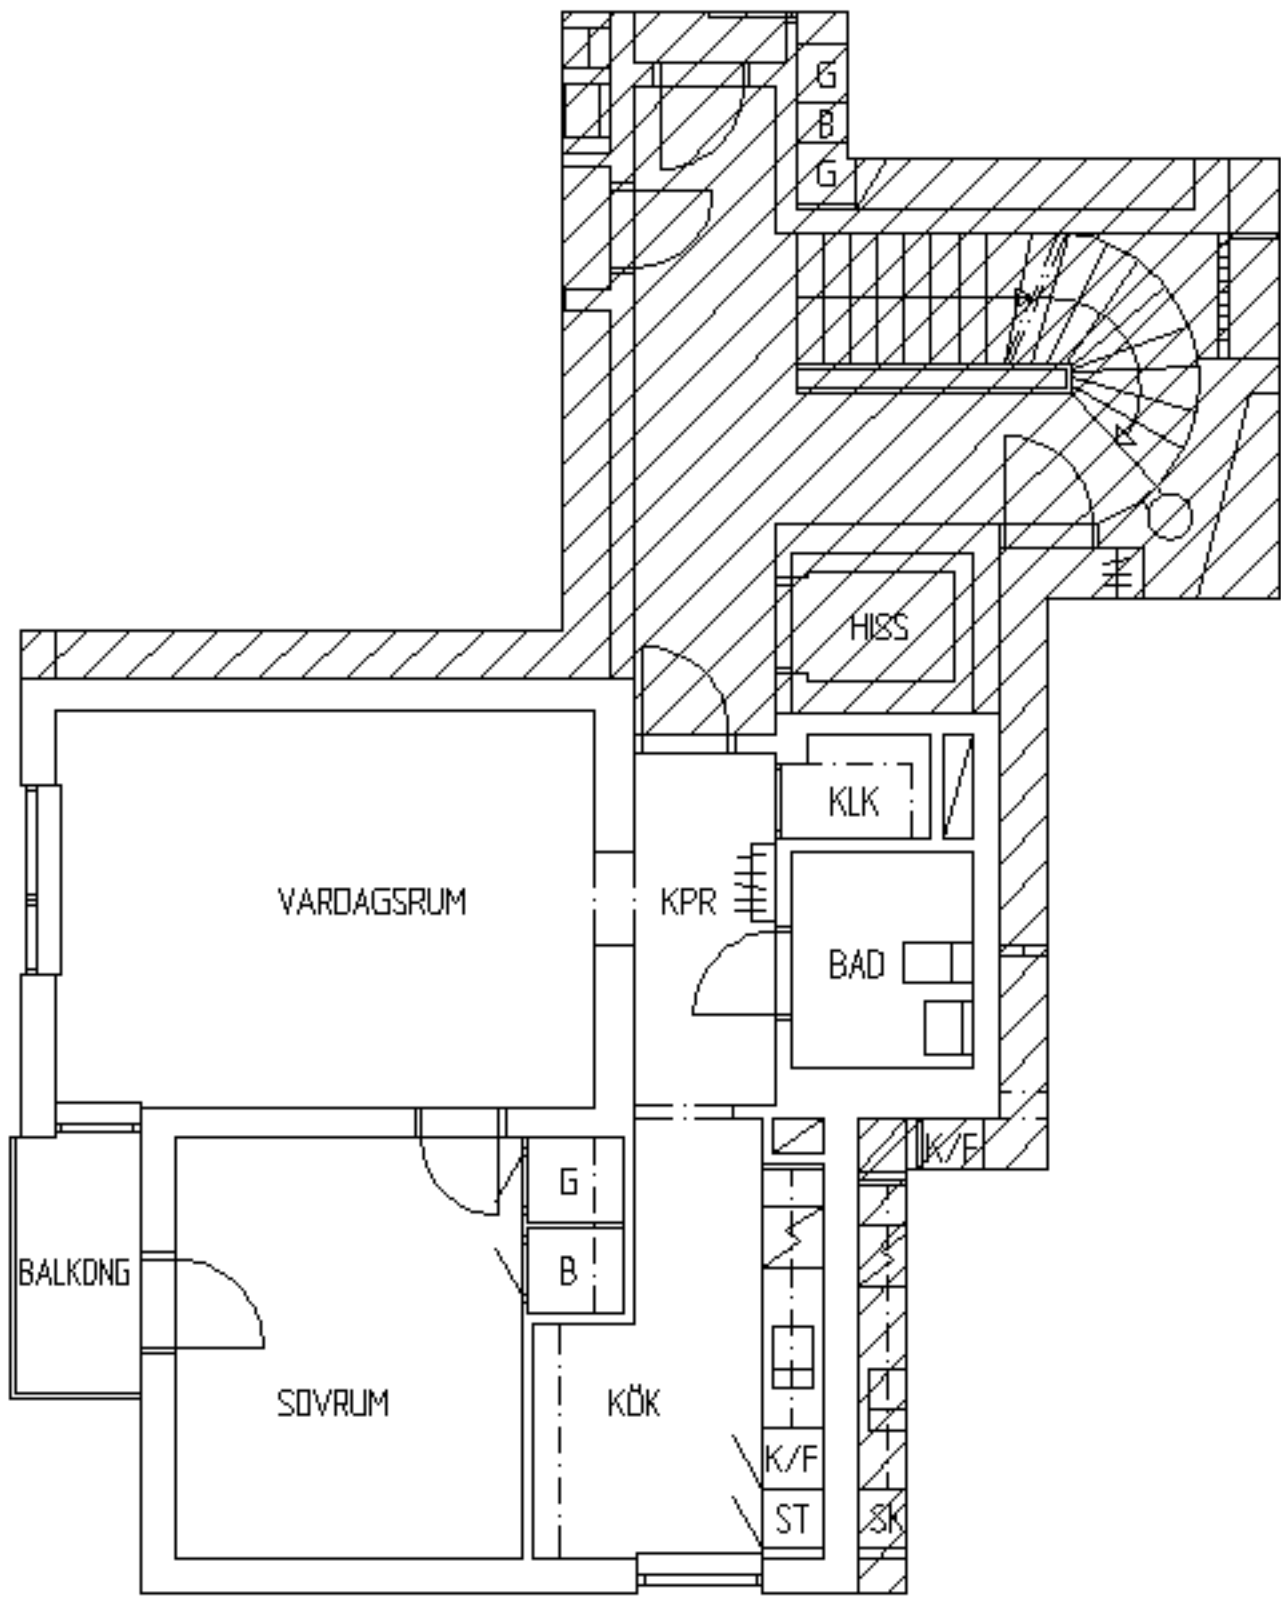 G
B
G
HISS
KLK
VARDAGSRUM
KPR
BAD
K/F
G
BALKONG
B
SOVRUM
KÖK
K/F
ST
SK